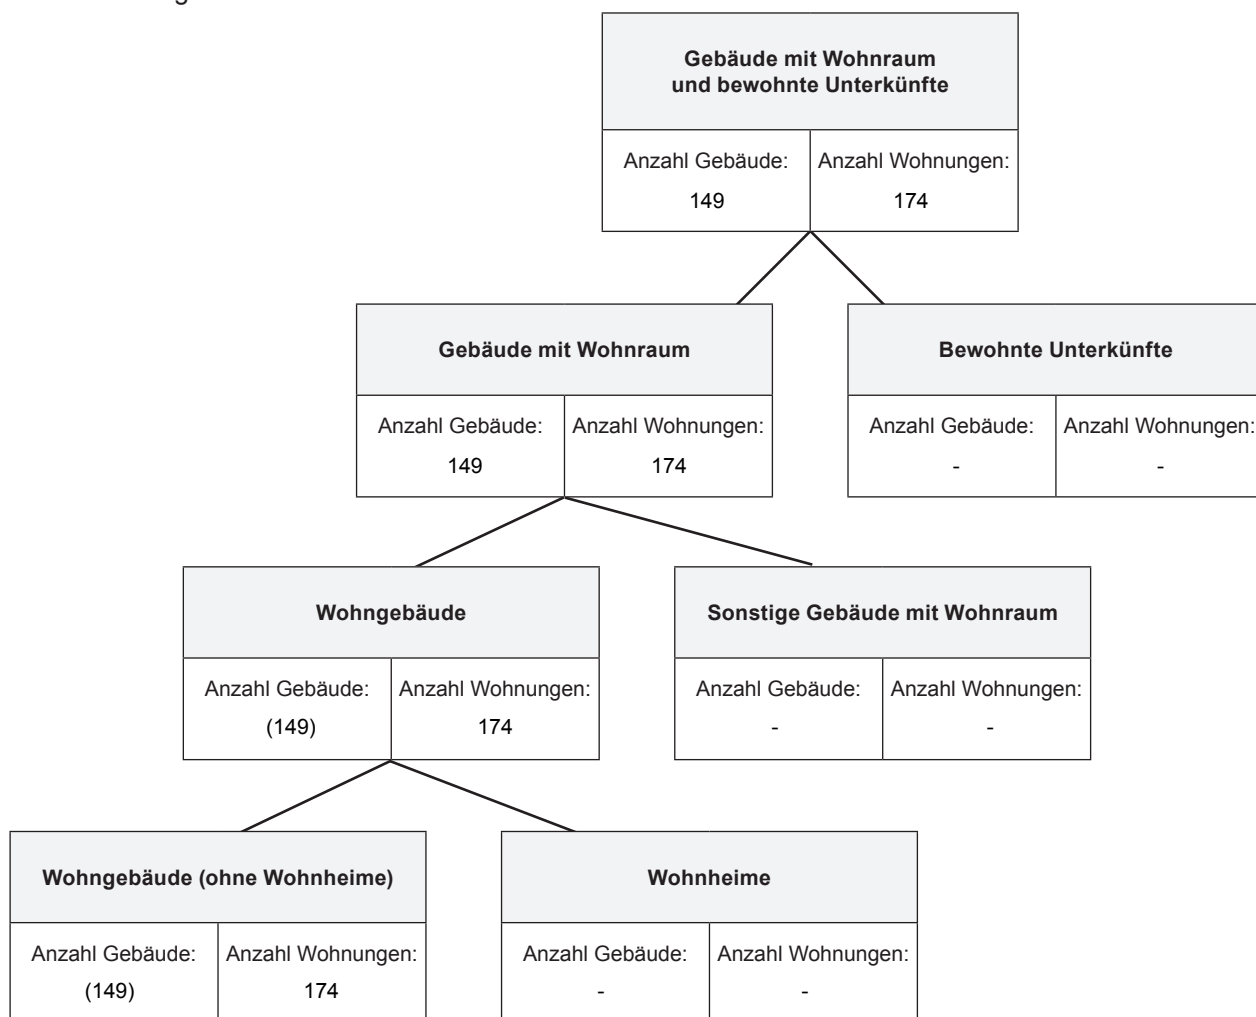 Gebäude mit Wohnraum
und bewohnte Unterkünfte
Anzahl Gebäude:
149
Anzahl Wohnungen:
174
Gebäude mit Wohnraum
Anzahl Gebäude:
149
Anzahl Wohnungen:
174
Bewohnte Unterkünfte
Anzahl Gebäude:
-
Anzahl Wohnungen:
-
Wohngebäude
Anzahl Gebäude:
(149)
Anzahl Wohnungen:
174
Sonstige Gebäude mit Wohnraum
Anzahl Gebäude:
-
Anzahl Wohnungen:
-
Wohngebäude (ohne Wohnheime)
Anzahl Gebäude:
(149)
Anzahl Wohnungen:
174
Wohnheime
Anzahl Gebäude:
-
Anzahl Wohnungen:
-